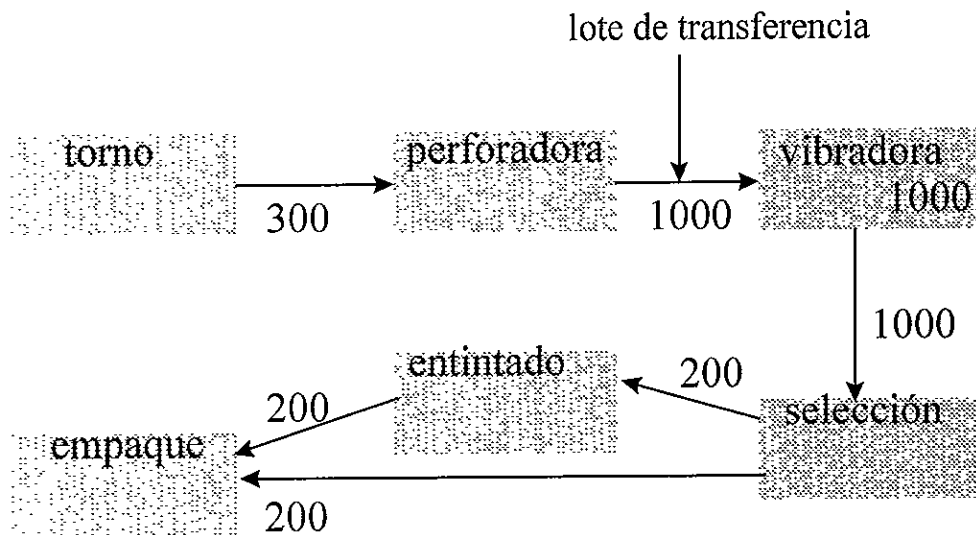 lote de transferencia
torno
perforadora
vibradora
1000
300
1000
1000
entintado
200
selección
200
empaque
200